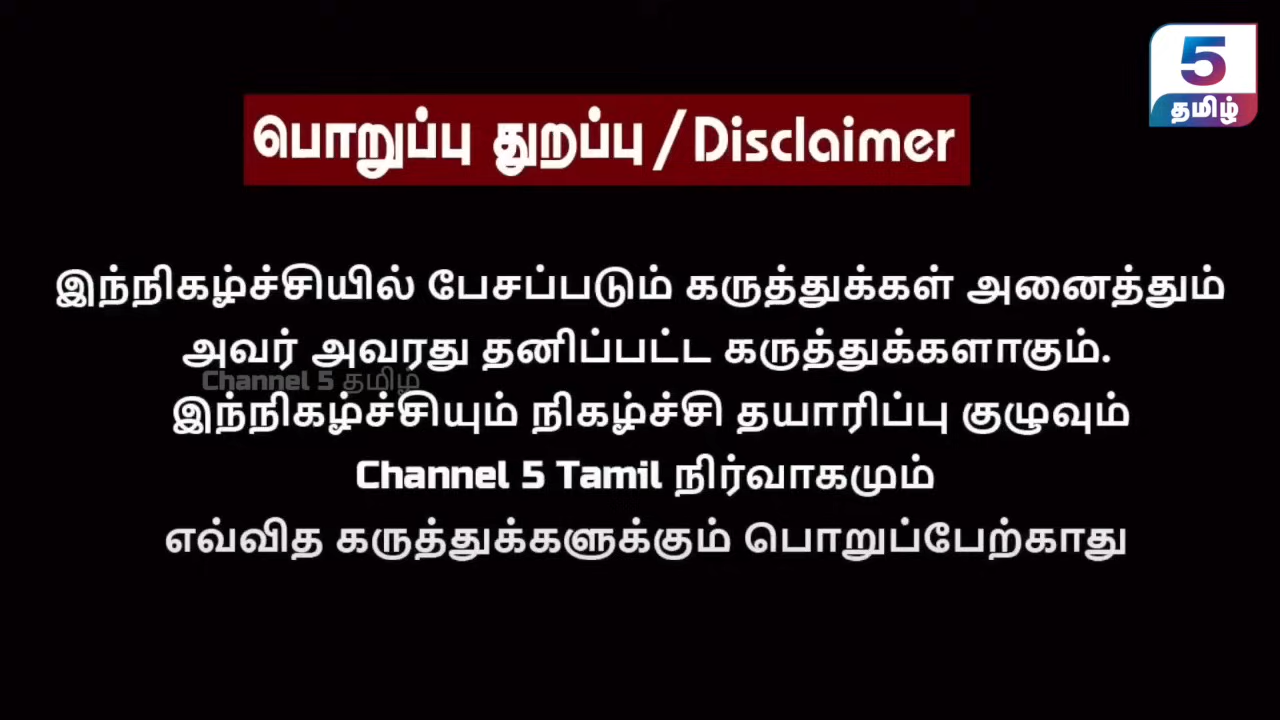 5
தமிழ்
பொறுப்பு துறப்பு / Disclaimer
இந்நிகழ்ச்சியில் பேசப்படும் கருத்துக்கள் அனைத்தும்
அவர் அவரது தனிப்பட்ட கருத்துக்களாகும்.
Channel 5 தமிழ்
இந்நிகழ்ச்சியும் நிகழ்ச்சி தயாரிப்பு குழுவும்
Channel 5 Tamil நிர்வாகமும்
எவ்வித கருத்துக்களுக்கும் பொறுப்பேற்காது